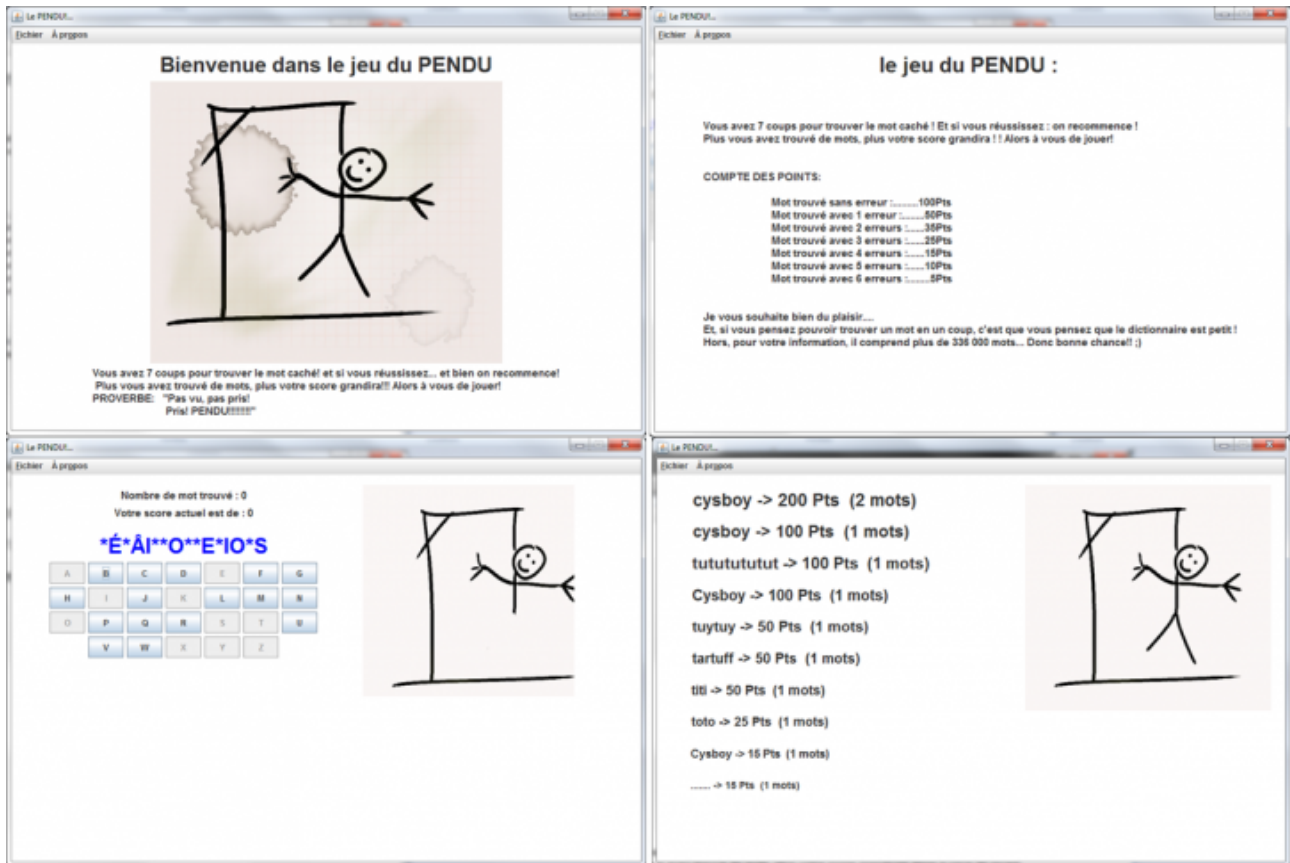 Le PENDU!...
Fichier À propos
Bienvenue dans le jeu du PENDU
Vous avez 7 coups pour trouver le mot caché! et si vous réussissez... et bien on recommence!
Plus vous avez trouvé de mots, plus votre score grandira!!! Alors à vous de jouer!
PROVERBE: "Pas vu, pas pris!
Pris! PENDU!!!!!!!!"
Le PENDU!...
Fichier À propos
le jeu du PENDU :
Vous avez 7 coups pour trouver le mot caché ! Et si vous réussissez : on recommence !
Plus vous avez trouvé de mots, plus votre score grandira ! ! Alors à vous de jouer!
COMPTE DES POINTS:
Mot trouvé sans erreur :.........100Pts
Mot trouvé avec 1 erreur :........50Pts
Mot trouvé avec 2 erreurs :......35Pts
Mot trouvé avec 3 erreurs :......25Pts
Mot trouvé avec 4 erreurs :......15Pts
Mot trouvé avec 5 erreurs :......10Pts
Mot trouvé avec 6 erreurs :........5Pts
Je vous souhaite bien du plaisir....
Et, si vous pensez pouvoir trouver un mot en un coup, c'est que vous pensez que le dictionnaire est petit !
Hors, pour votre information, il comprend plus de 336 000 mots... Donc bonne chance!! ;)
Le PENDU!...
Fichier À propos
Nombre de mot trouvé : 0
Votre score actuel est de : 0
*É*ÂI**O**E*IO*S
A B C D E F G
H I J K L M N
O P Q R S T U
V W X Y Z
Le PENDU!...
Fichier À propos
cysboy -> 200 Pts (2 mots)
cysboy -> 100 Pts (1 mots)
tutututututut -> 100 Pts (1 mots)
Cysboy -> 100 Pts (1 mots)
tuytuy -> 50 Pts (1 mots)
tartuff -> 50 Pts (1 mots)
titi -> 50 Pts (1 mots)
toto -> 25 Pts (1 mots)
Cysboy -> 15 Pts (1 mots)
....... -> 15 Pts (1 mots)